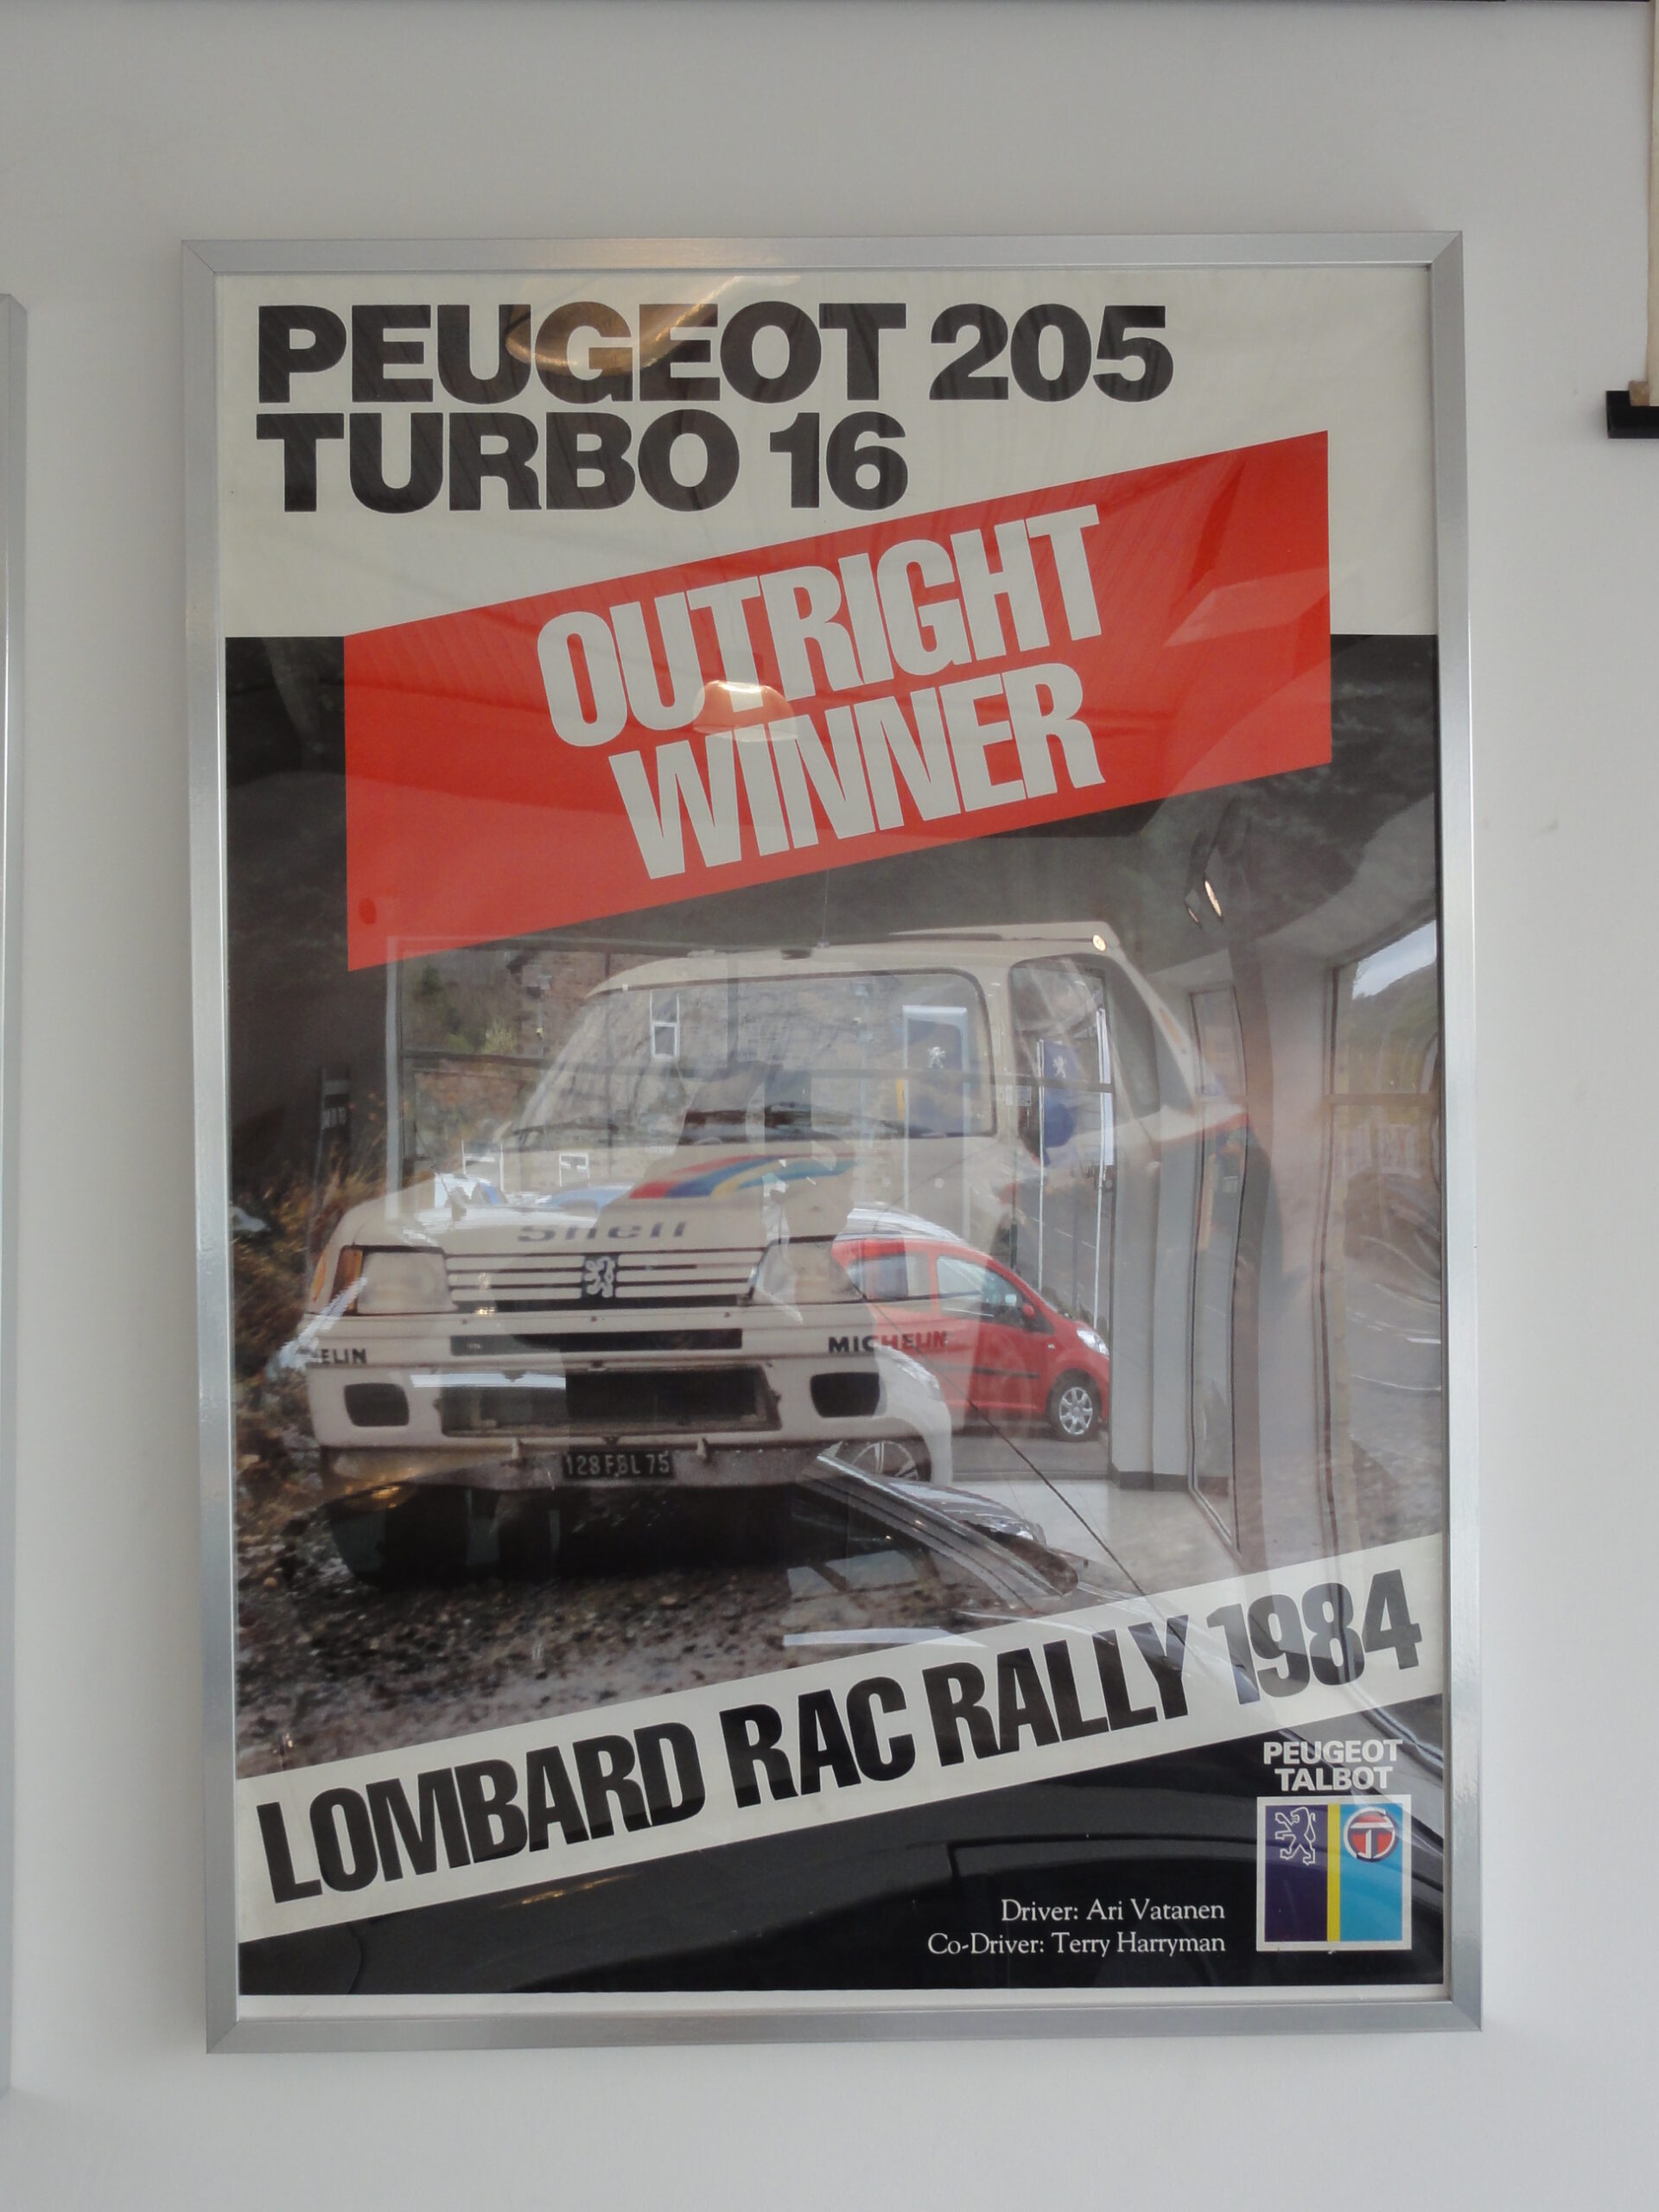 PEUGEOT 205
TURBO 16
OUTRIGHT
WINNER
Shell
ELIN
MICHELIN
128 FBL 75
LOMBARD RAC RALLY 1984
PEUGEOT
TALBOT
Driver: Ari Vatanen
Co-Driver: Terry Harryman